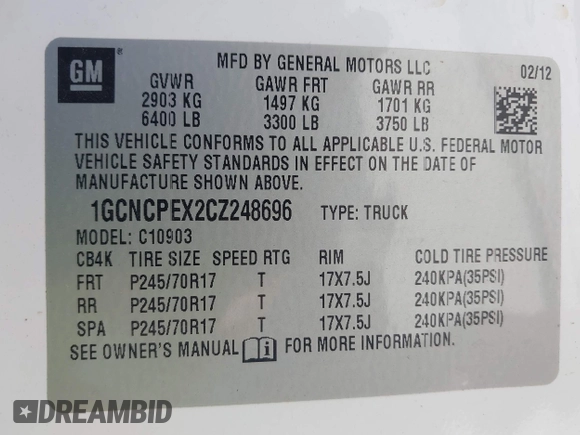 GM ®
MFD BY GENERAL MOTORS LLC
02/12
GVWR GAWR FRT GAWR RR
2903 KG 1497 KG 1701 KG
6400 LB 3300 LB 3750 LB
THIS VEHICLE CONFORMS TO ALL APPLICABLE U.S. FEDERAL MOTOR
VEHICLE SAFETY STANDARDS IN EFFECT ON THE DATE OF
MANUFACTURE SHOWN ABOVE.
1GCNCPEX2CZ248696 TYPE: TRUCK
MODEL: C10903
CB4K TIRE SIZE SPEED RTG RIM COLD TIRE PRESSURE
FRT P245/70R17 T 17X7.5J 240KPA(35PSI)
RR P245/70R17 T 17X7.5J 240KPA(35PSI)
SPA P245/70R17 T 17X7.5J 240KPA(35PSI)
SEE OWNER'S MANUAL i FOR MORE INFORMATION.
DREAMBID